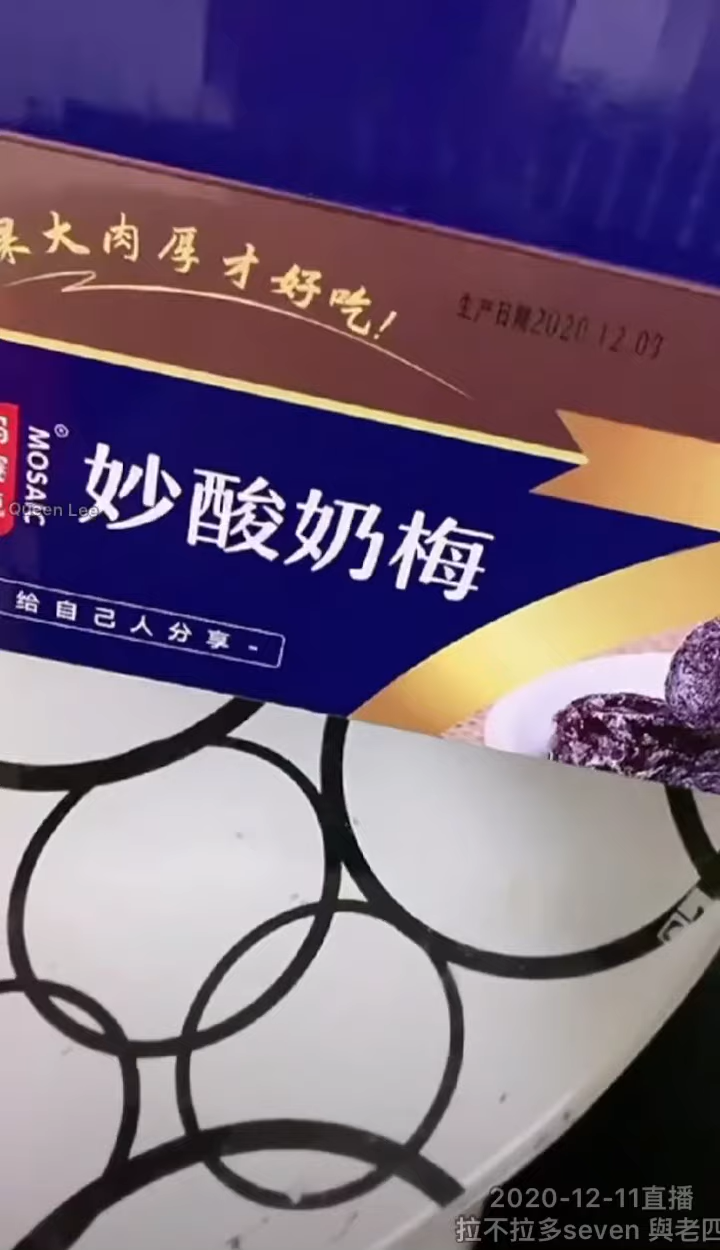 果大肉厚才好吃!
生产日期2020.12.09
MOSAIC
®
妙酸奶梅
Queen Lee
给自己人分享-
2020-12-11直播
拉不拉多seven 與老四